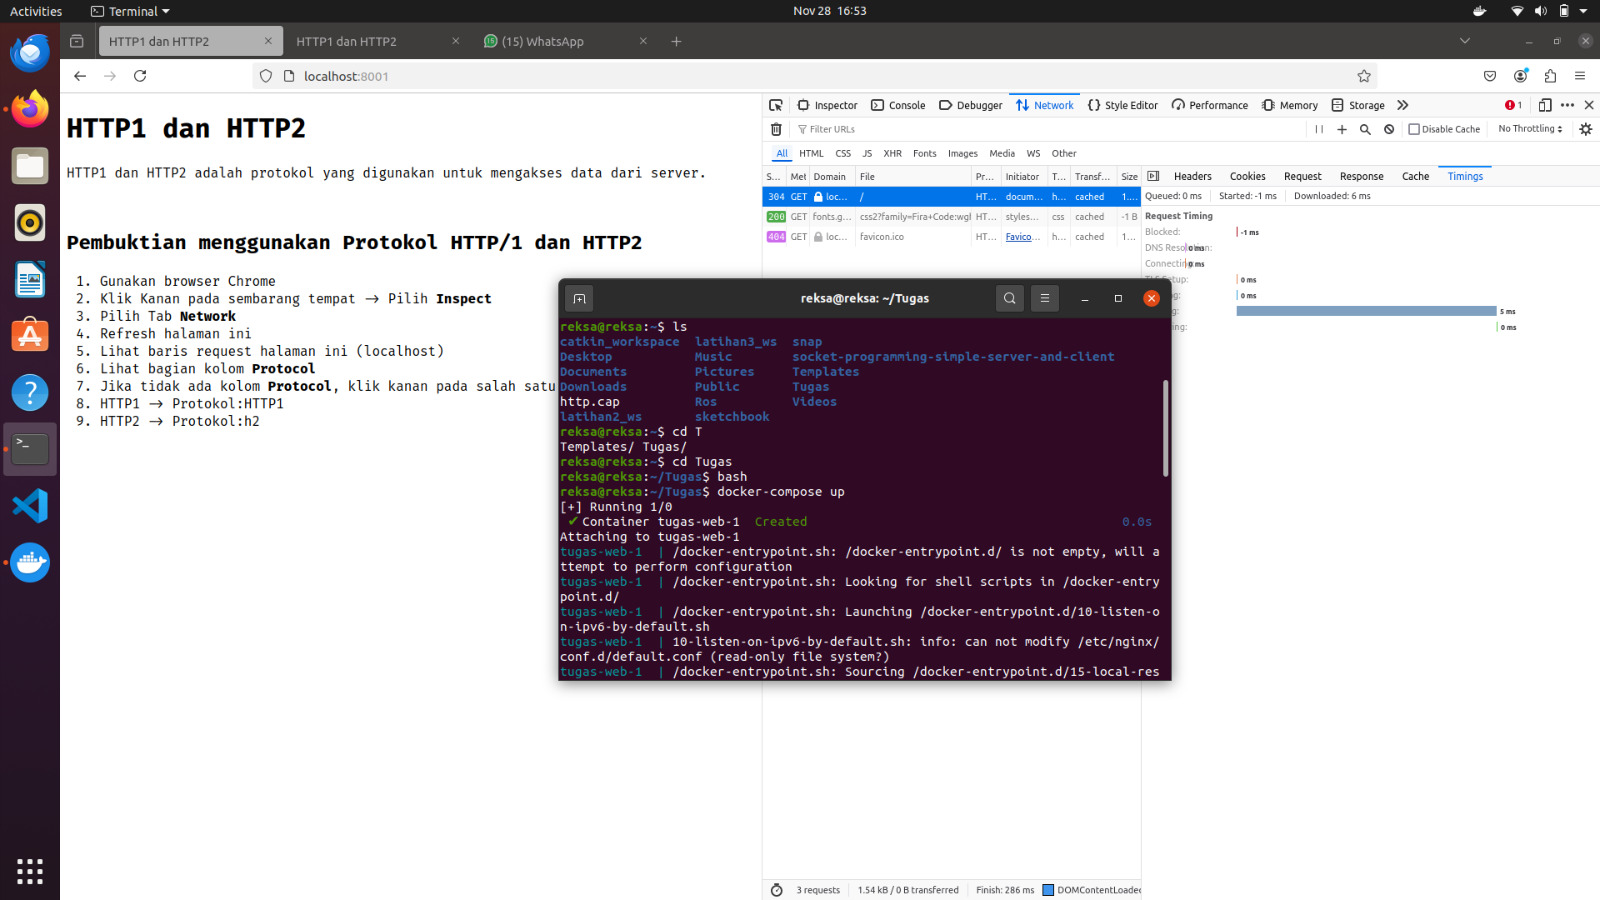 Activities
Terminal
Nov 28 16:53
HTTP1 dan HTTP2
HTTP1 dan HTTP2
(15) WhatsApp
localhost:8001
HTTP1 dan HTTP2
HTTP1 dan HTTP2 adalah protokol yang digunakan untuk mengakses data dari server.
Pembuktian menggunakan Protokol HTTP/1 dan HTTP2
1. Gunakan browser Chrome
2. Klik Kanan pada sembarang tempat → Pilih Inspect
3. Pilih Tab Network
4. Refresh halaman ini
5. Lihat baris request halaman ini (localhost)
6. Lihat bagian kolom Protocol
7. Jika tidak ada kolom Protocol, klik kanan pada salah satu
8. HTTP1 → Protokol:HTTP1
9. HTTP2 → Protokol:h2
Inspector Console Debugger Network Style Editor Performance Memory Storage 1
Filter URLs
Disable Cache No Throttling
All HTML CSS JS XHR Fonts Images Media WS Other
S... Met Domain File Pr... Initiator T... Transf... Size
304 GET loc... / HT... docum... h... cached 1....
200 GET fonts.g... css2?family=Fira+Code:wgh HT... styles... css cached -1 B
404 GET loc... favicon.ico HT... Favico... h... cached 1...
Headers Cookies Request Response Cache Timings
Queued: 0 ms Started: -1 ms Downloaded: 6 ms
Request Timing
Blocked: -1 ms
DNS Resolution: 0 ms
Connecting: 0 ms
0 ms
0 ms
5 ms
0 ms
reksa@reksa: ~/Tugas
reksa@reksa:~$ ls
catkin_workspace latihan3_ws snap
Desktop Music socket-programming-simple-server-and-client
Documents Pictures Templates
Downloads Public Tugas
http.cap Ros Videos
latihan2_ws sketchbook
reksa@reksa:~$ cd T
Templates/ Tugas/
reksa@reksa:~$ cd Tugas
reksa@reksa:~/Tugas$ bash
reksa@reksa:~/Tugas$ docker-compose up
[+] Running 1/0
✔ Container tugas-web-1 Created 0.0s
Attaching to tugas-web-1
tugas-web-1 | /docker-entrypoint.sh: /docker-entrypoint.d/ is not empty, will a
ttempt to perform configuration
tugas-web-1 | /docker-entrypoint.sh: Looking for shell scripts in /docker-entry
point.d/
tugas-web-1 | /docker-entrypoint.sh: Launching /docker-entrypoint.d/10-listen-o
n-ipv6-by-default.sh
tugas-web-1 | 10-listen-on-ipv6-by-default.sh: info: can not modify /etc/nginx/
conf.d/default.conf (read-only file system?)
tugas-web-1 | /docker-entrypoint.sh: Sourcing /docker-entrypoint.d/15-local-res
3 requests 1.54 kB / 0 B transferred Finish: 286 ms DOMContentLoaded